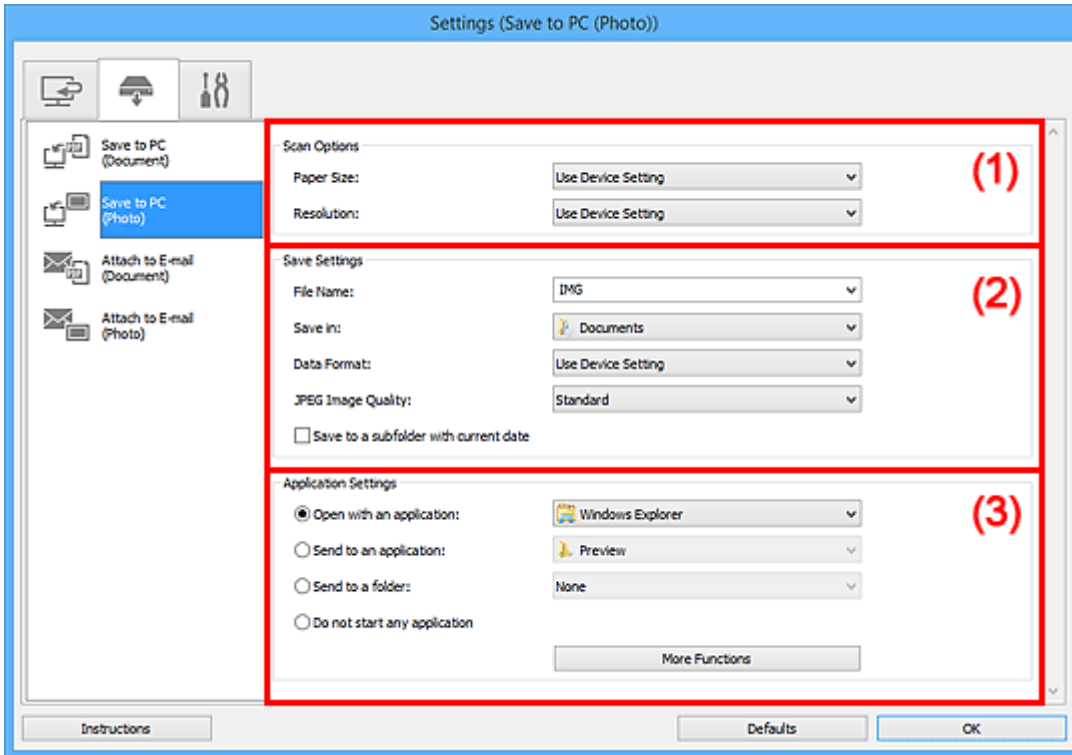 Settings (Save to PC (Photo))
Save to PC
(Document)
Save to PC
(Photo)
Attach to E-mail
(Document)
Attach to E-mail
(Photo)
Scan Options
(1)
Paper Size: Use Device Setting
Resolution: Use Device Setting
Save Settings
(2)
File Name: IMG
Save in: Documents
Data Format: Use Device Setting
JPEG Image Quality: Standard
Save to a subfolder with current date
Application Settings
(3)
Open with an application: Windows Explorer
Send to an application: Preview
Send to a folder: None
Do not start any application
More Functions
Instructions Defaults OK